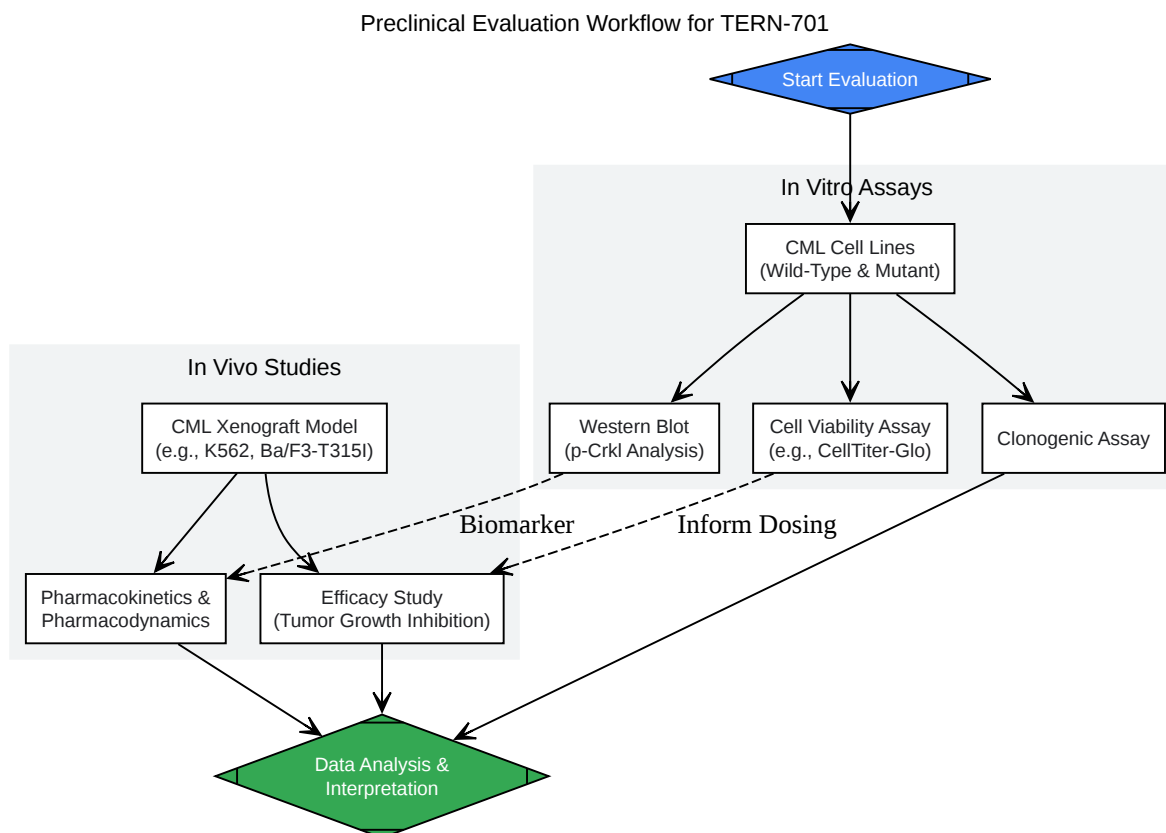 Preclinical Evaluation Workflow for TERN-701
Start Evaluation
In Vitro Assays
CML Cell Lines
(Wild-Type & Mutant)
In Vivo Studies
CML Xenograft Model
(e.g., K562, Ba/F3-T315I)
Western Blot
(p-Crkl Analysis)
Cell Viability Assay
(e.g., CellTiter-Glo)
Clonogenic Assay
Biomarker
Inform Dosing
Pharmacokinetics &
Pharmacodynamics
Efficacy Study
(Tumor Growth Inhibition)
Data Analysis &
Interpretation